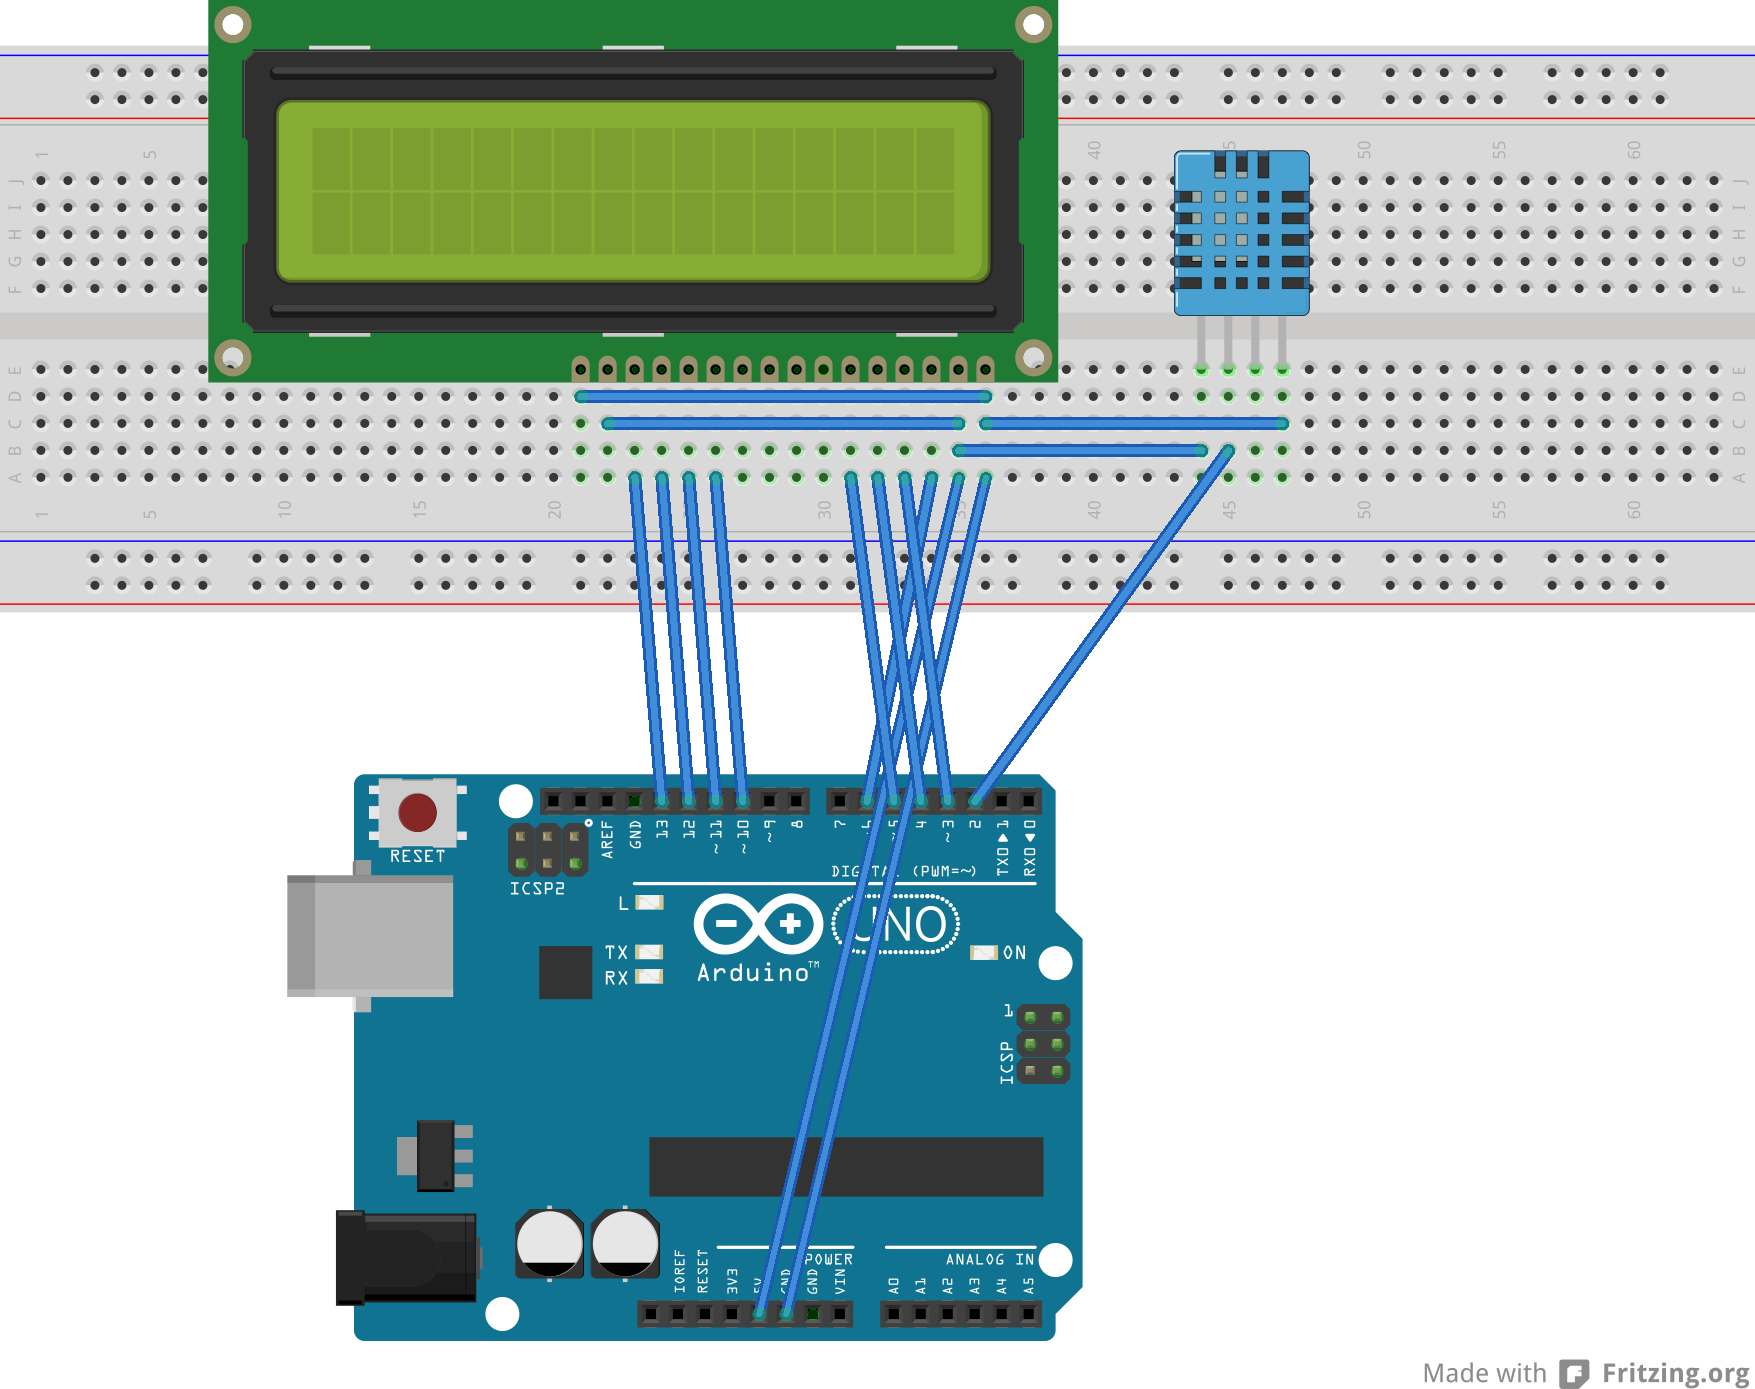 1 5 40 50 55 60
J J
I I
H H
G G
F F
E E
D D
C C
B B
A A
1 5 10 15 20 30 35 40 45 50 55 60
RESET
AREF
GND
13
12
~11
~10
~9
8
7
4
~3
2
TX0▶1
RX0◀0
ICSP2
DIGITAL (PWM=~)
L
TX
RX
Arduino™
UNO
ON
1
ICSP
POWER
ANALOG IN
IOREF
RESET
3V3
5V
GND
GND
VIN
A0
A1
A2
A3
A4
A5
Made with Fritzing.org